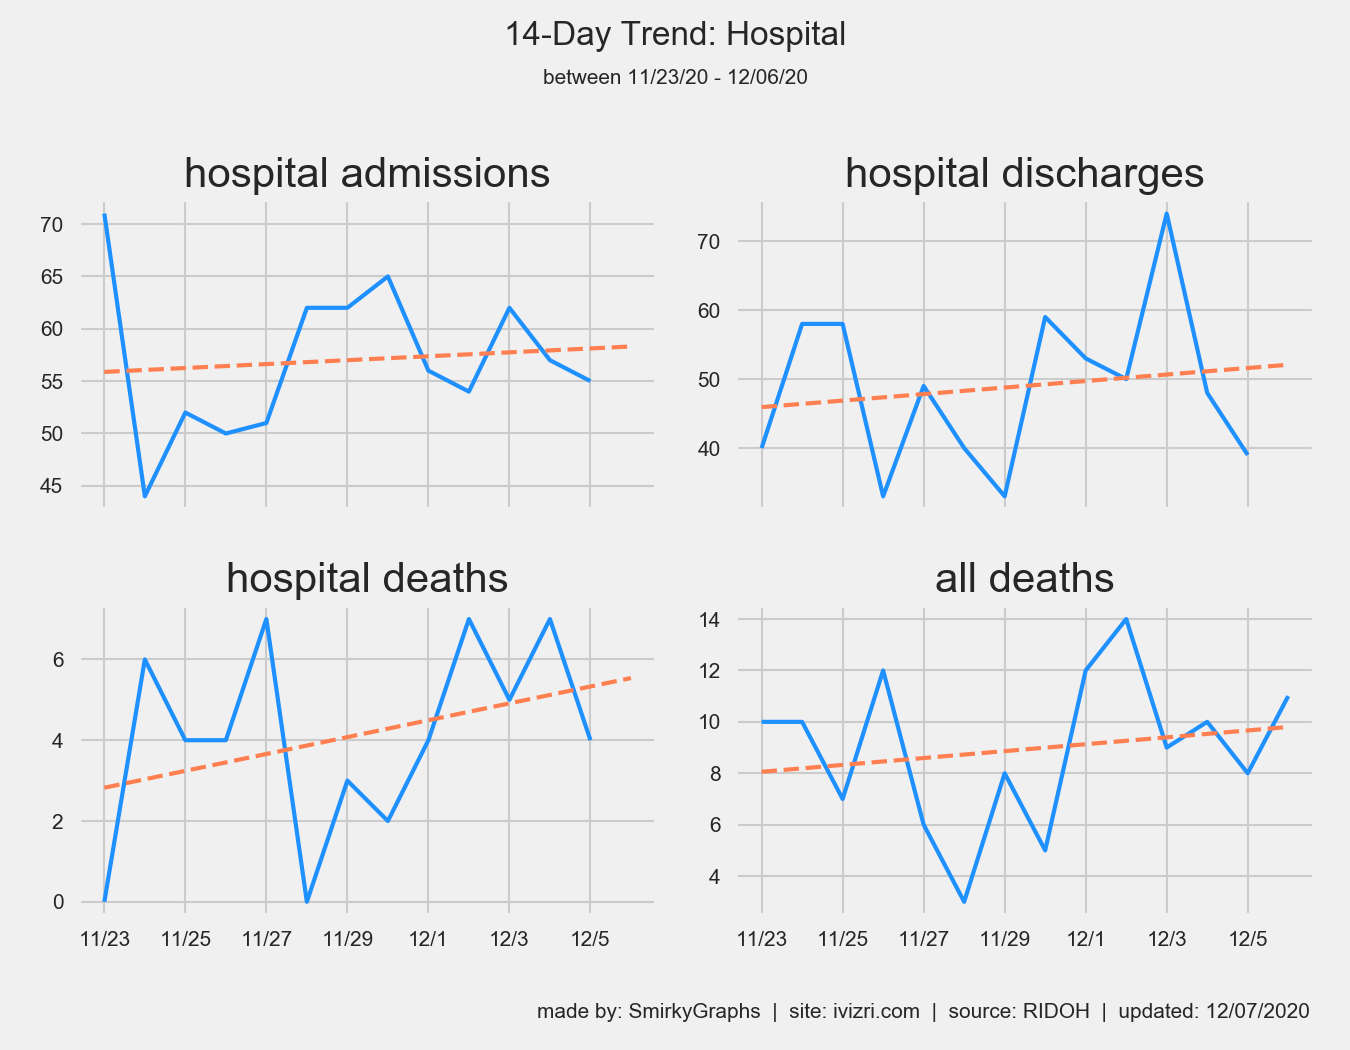 14-Day Trend: Hospital
between 11/23/20 - 12/06/20
hospital admissions
70
65
60
55
50
45
hospital discharges
70
60
50
40
hospital deaths
6
4
2
0
11/23 11/25 11/27 11/29 12/1 12/3 12/5
all deaths
14
12
10
8
6
4
11/23 11/25 11/27 11/29 12/1 12/3 12/5
made by: SmirkyGraphs | site: ivizri.com | source: RIDOH | updated: 12/07/2020